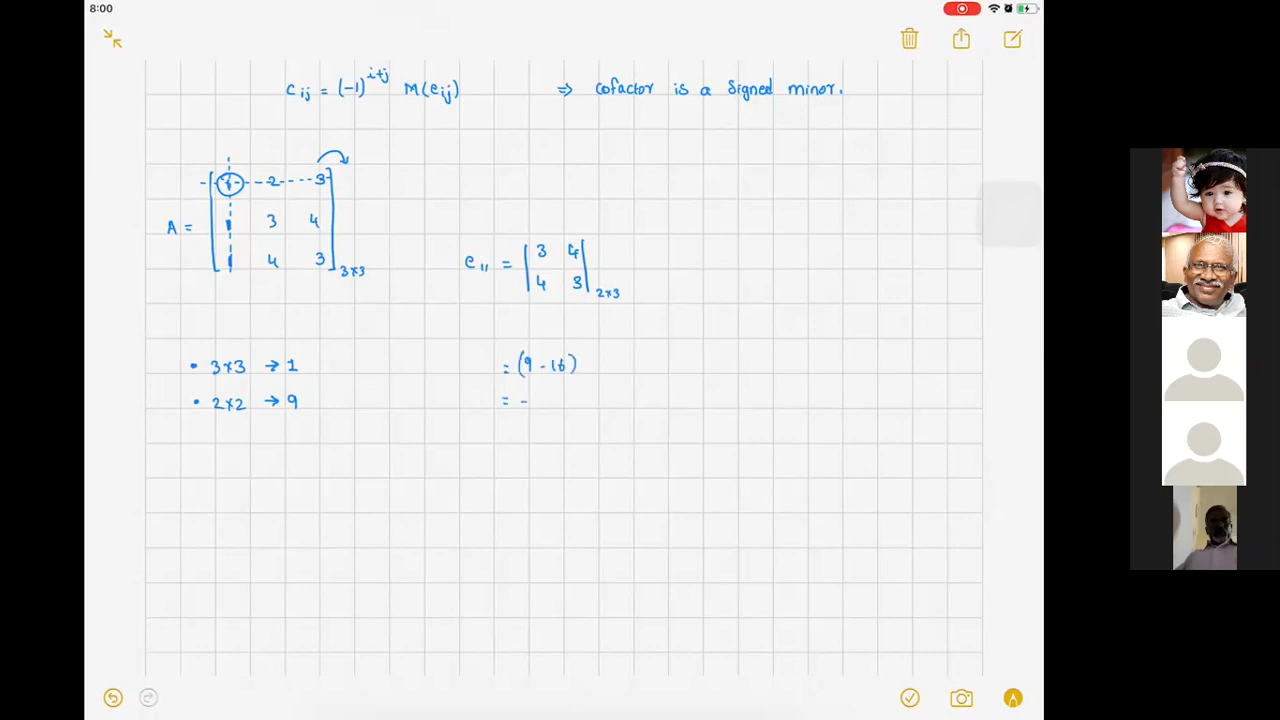 8:00
Cij = (-1)^i+j M(eij) ⇒ cofactor is a signed minor.
1 2 3
A = 1 3 4
1 4 3 3×3
e11 = | 3 4 |
| 4 3 | 2×3
• 3×3 → 1 = (9 - 16)
• 2×2 → 9 = -